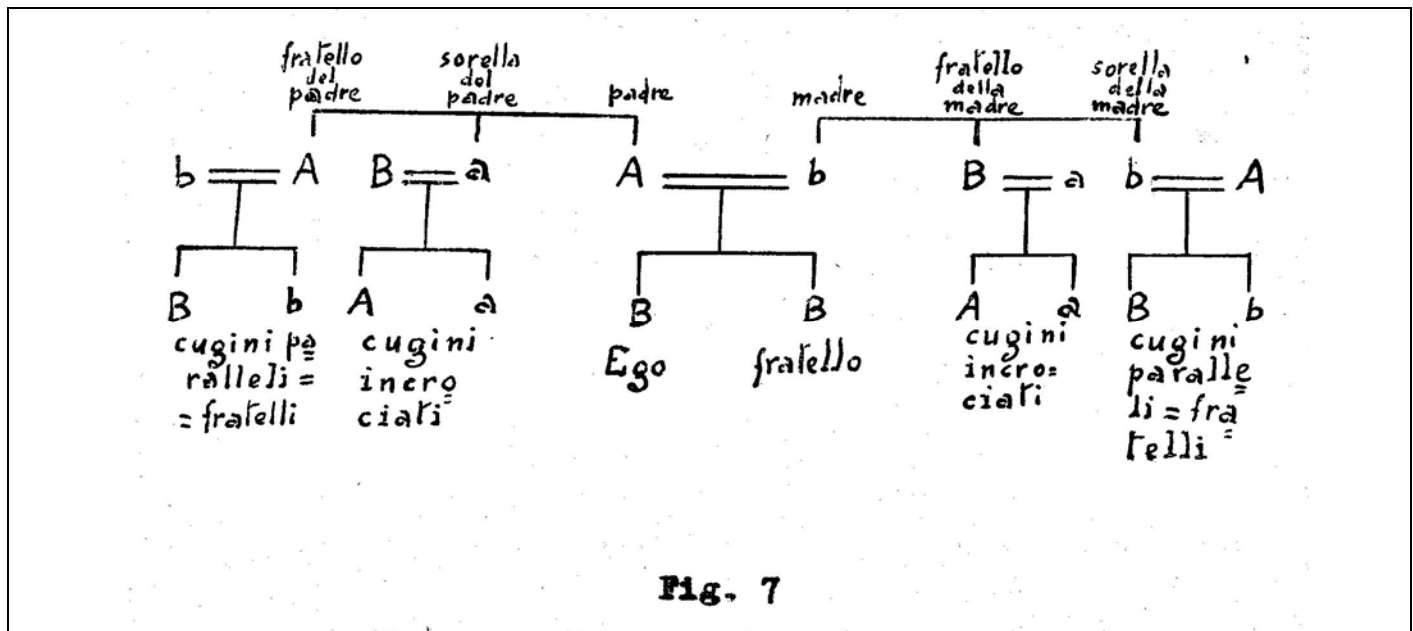 fratello del padre
sorella del padre
padre
madre
fratello della madre
sorella della madre
b A B a A b B a b A
B b A a B B A a B b
cugini pa=
ralleli =
= fratelli
cugini
incro=
ciati
Ego
fratello
cugini
incro=
ciati
cugini
paralle=
li = fra=
telli
Fig. 7